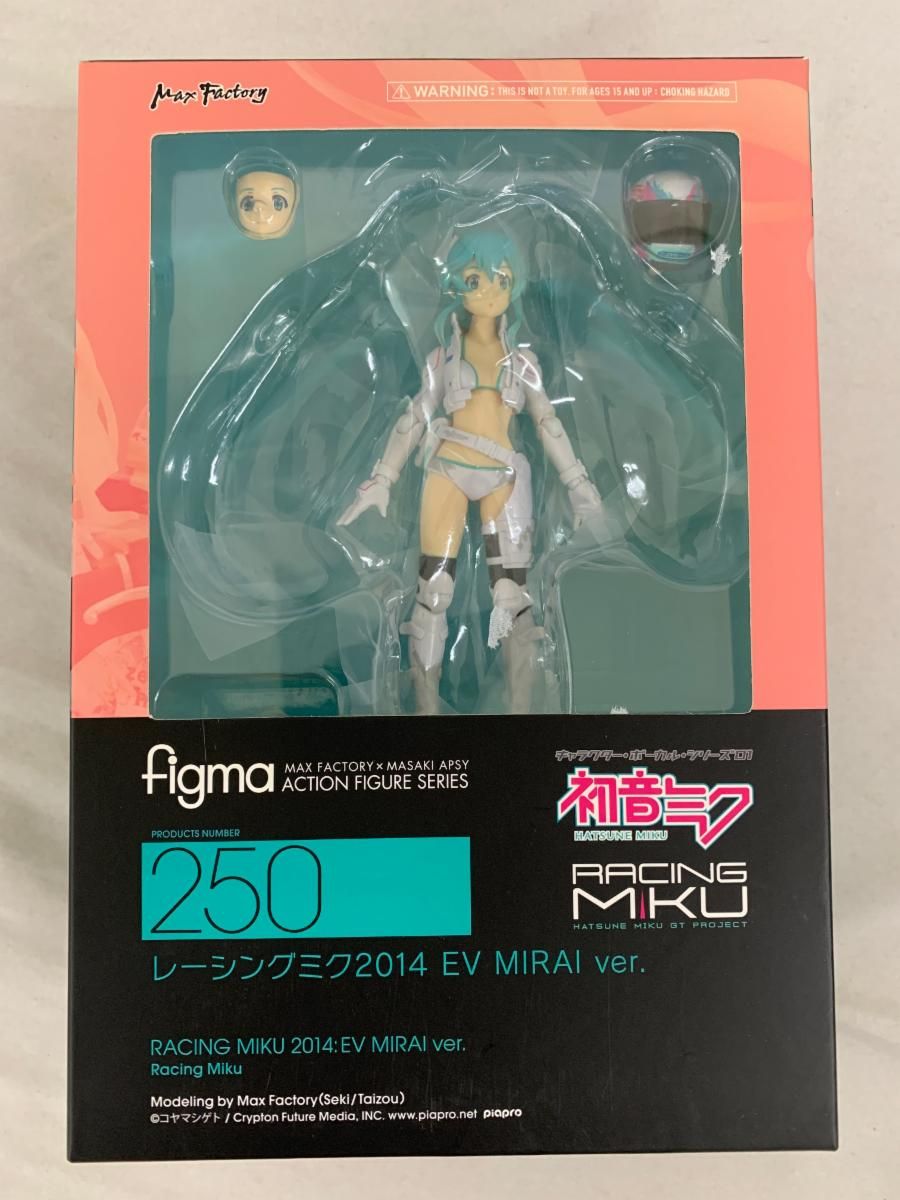 Max Factory
WARNING: THIS IS NOT A TOY. FOR AGES 15 AND UP : CHOKING HAZARD
figma
MAX FACTORY × MASAKI APSY
ACTION FIGURE SERIES
キャラクター・ボーカル・シリーズ01
初音ミク
HATSUNE MIKU
PRODUCTS NUMBER
250
RACING
MIKU
HATSUNE MIKU GT PROJECT
レーシングミク2014 EV MIRAI ver.
RACING MIKU 2014:EV MIRAI ver.
Racing Miku
Modeling by Max Factory(Seki/Taizou)
©コヤマシゲト / Crypton Future Media, INC. www.piapro.net piapro